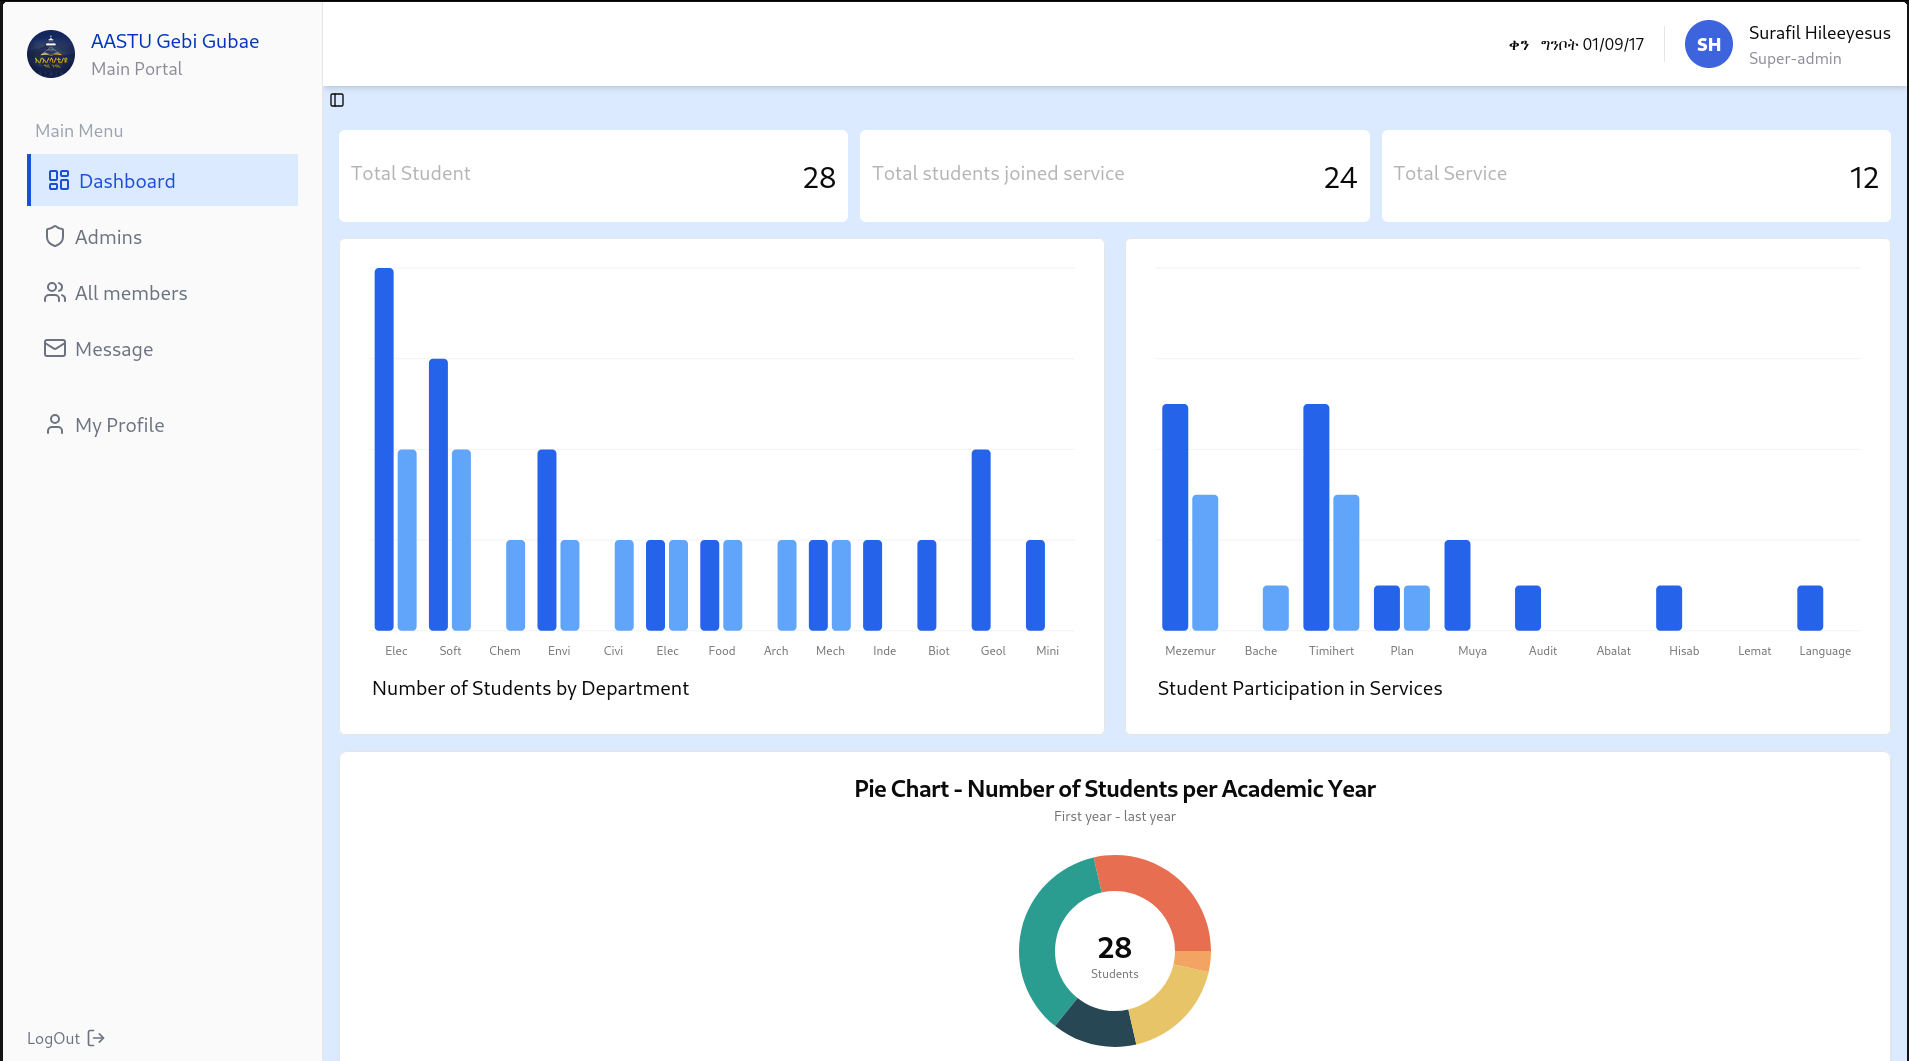 AASTU Gebi Gubae
Main Portal
Main Menu
Dashboard
Admins
All members
Message
My Profile
LogOut
ቀን ግንቦት 01/09/17
SH
Surafil Hileeyesus
Super-admin
Total Student
28
Total students joined service
24
Total Service
12
Elec Soft Chem Envi Civi Elec Food Arch Mech Inde Biot Geol Mini
Number of Students by Department
Mezemur Bache Timihert Plan Muya Audit Abalat Hisab Lemat Language
Student Participation in Services
Pie Chart - Number of Students per Academic Year
First year - last year
28
Students